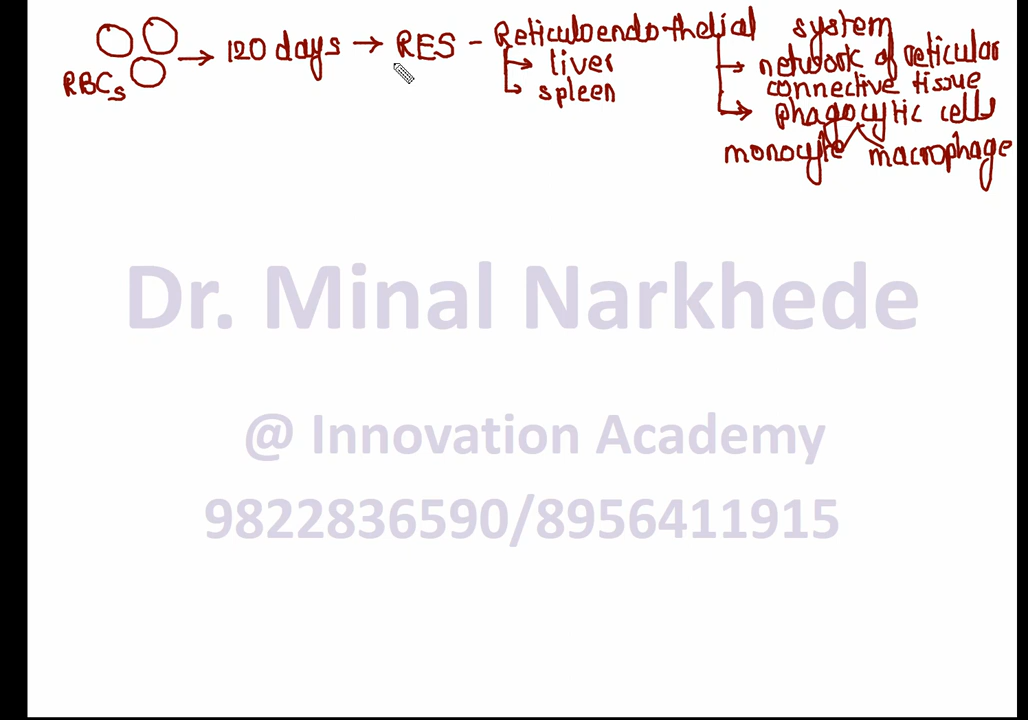 RBCs → 120 days → RES - Reticuloendothelial system
→ liver
→ spleen
→ network of reticular
connective tissue
→ phagocytic cells
monocyte macrophage
Dr. Minal Narkhede
@ Innovation Academy
9822836590/8956411915